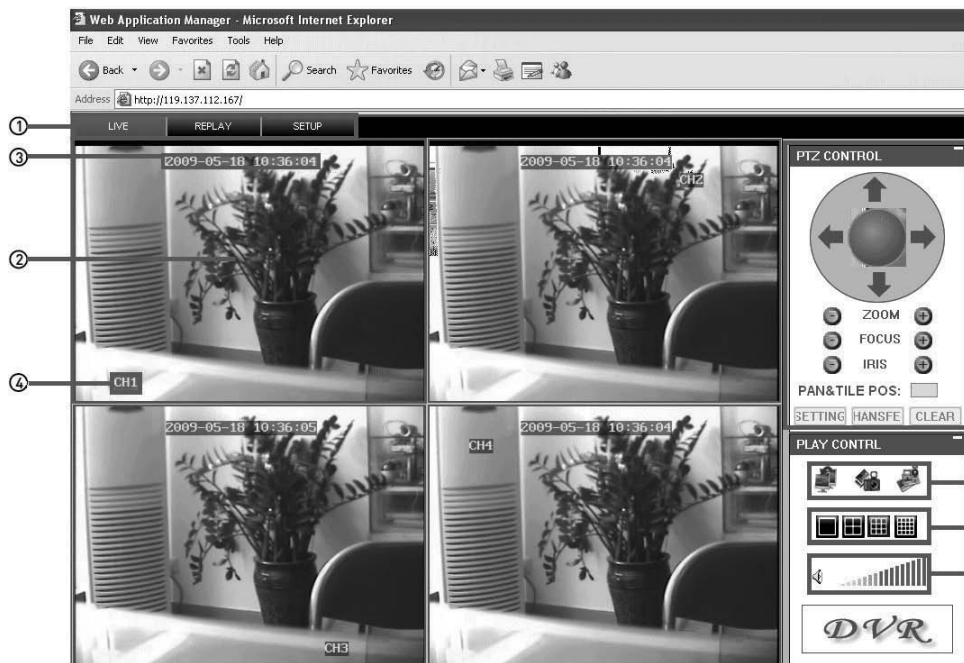 Web Application Manager - Microsoft Internet Explorer
File Edit View Favorites Tools Help
Back Search Favorites
Address http://119.137.112.167/
① LIVE REPLAY SETUP
③ 2009-05-18 10:36:04
2009-05-18 10:36:04
CH2
②
④ CH1
2009-05-18 10:36:05
2009-05-18 10:36:04
CH4
CH3
PTZ CONTROL
ZOOM
FOCUS
IRIS
PAN&TILE POS:
SETTING HANSFE CLEAR
PLAY CONTRL
DVR